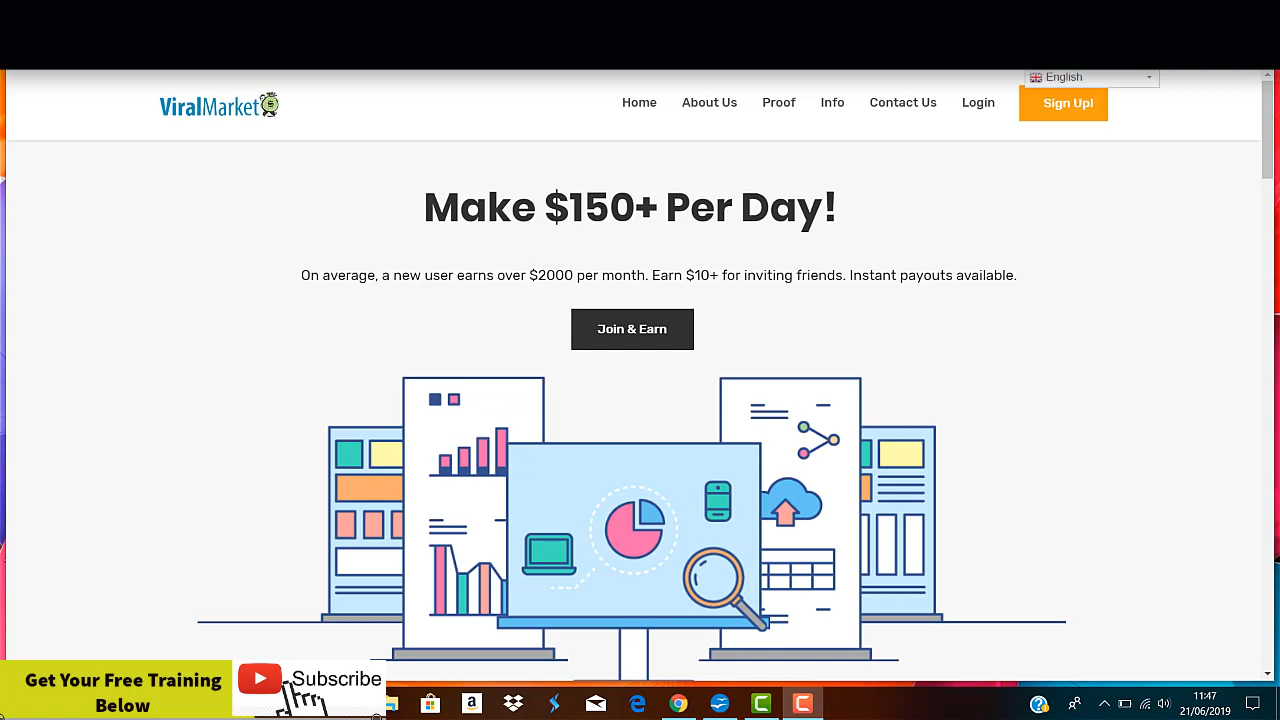 English
ViralMarket
Home
About Us
Proof
Info
Contact Us
Login
Sign Up!
Make $150+ Per Day!
On average, a new user earns over $2000 per month. Earn $10+ for inviting friends. Instant payouts available.
Join & Earn
Get Your Free Training
Below
Subscribe
11:47
21/06/2019